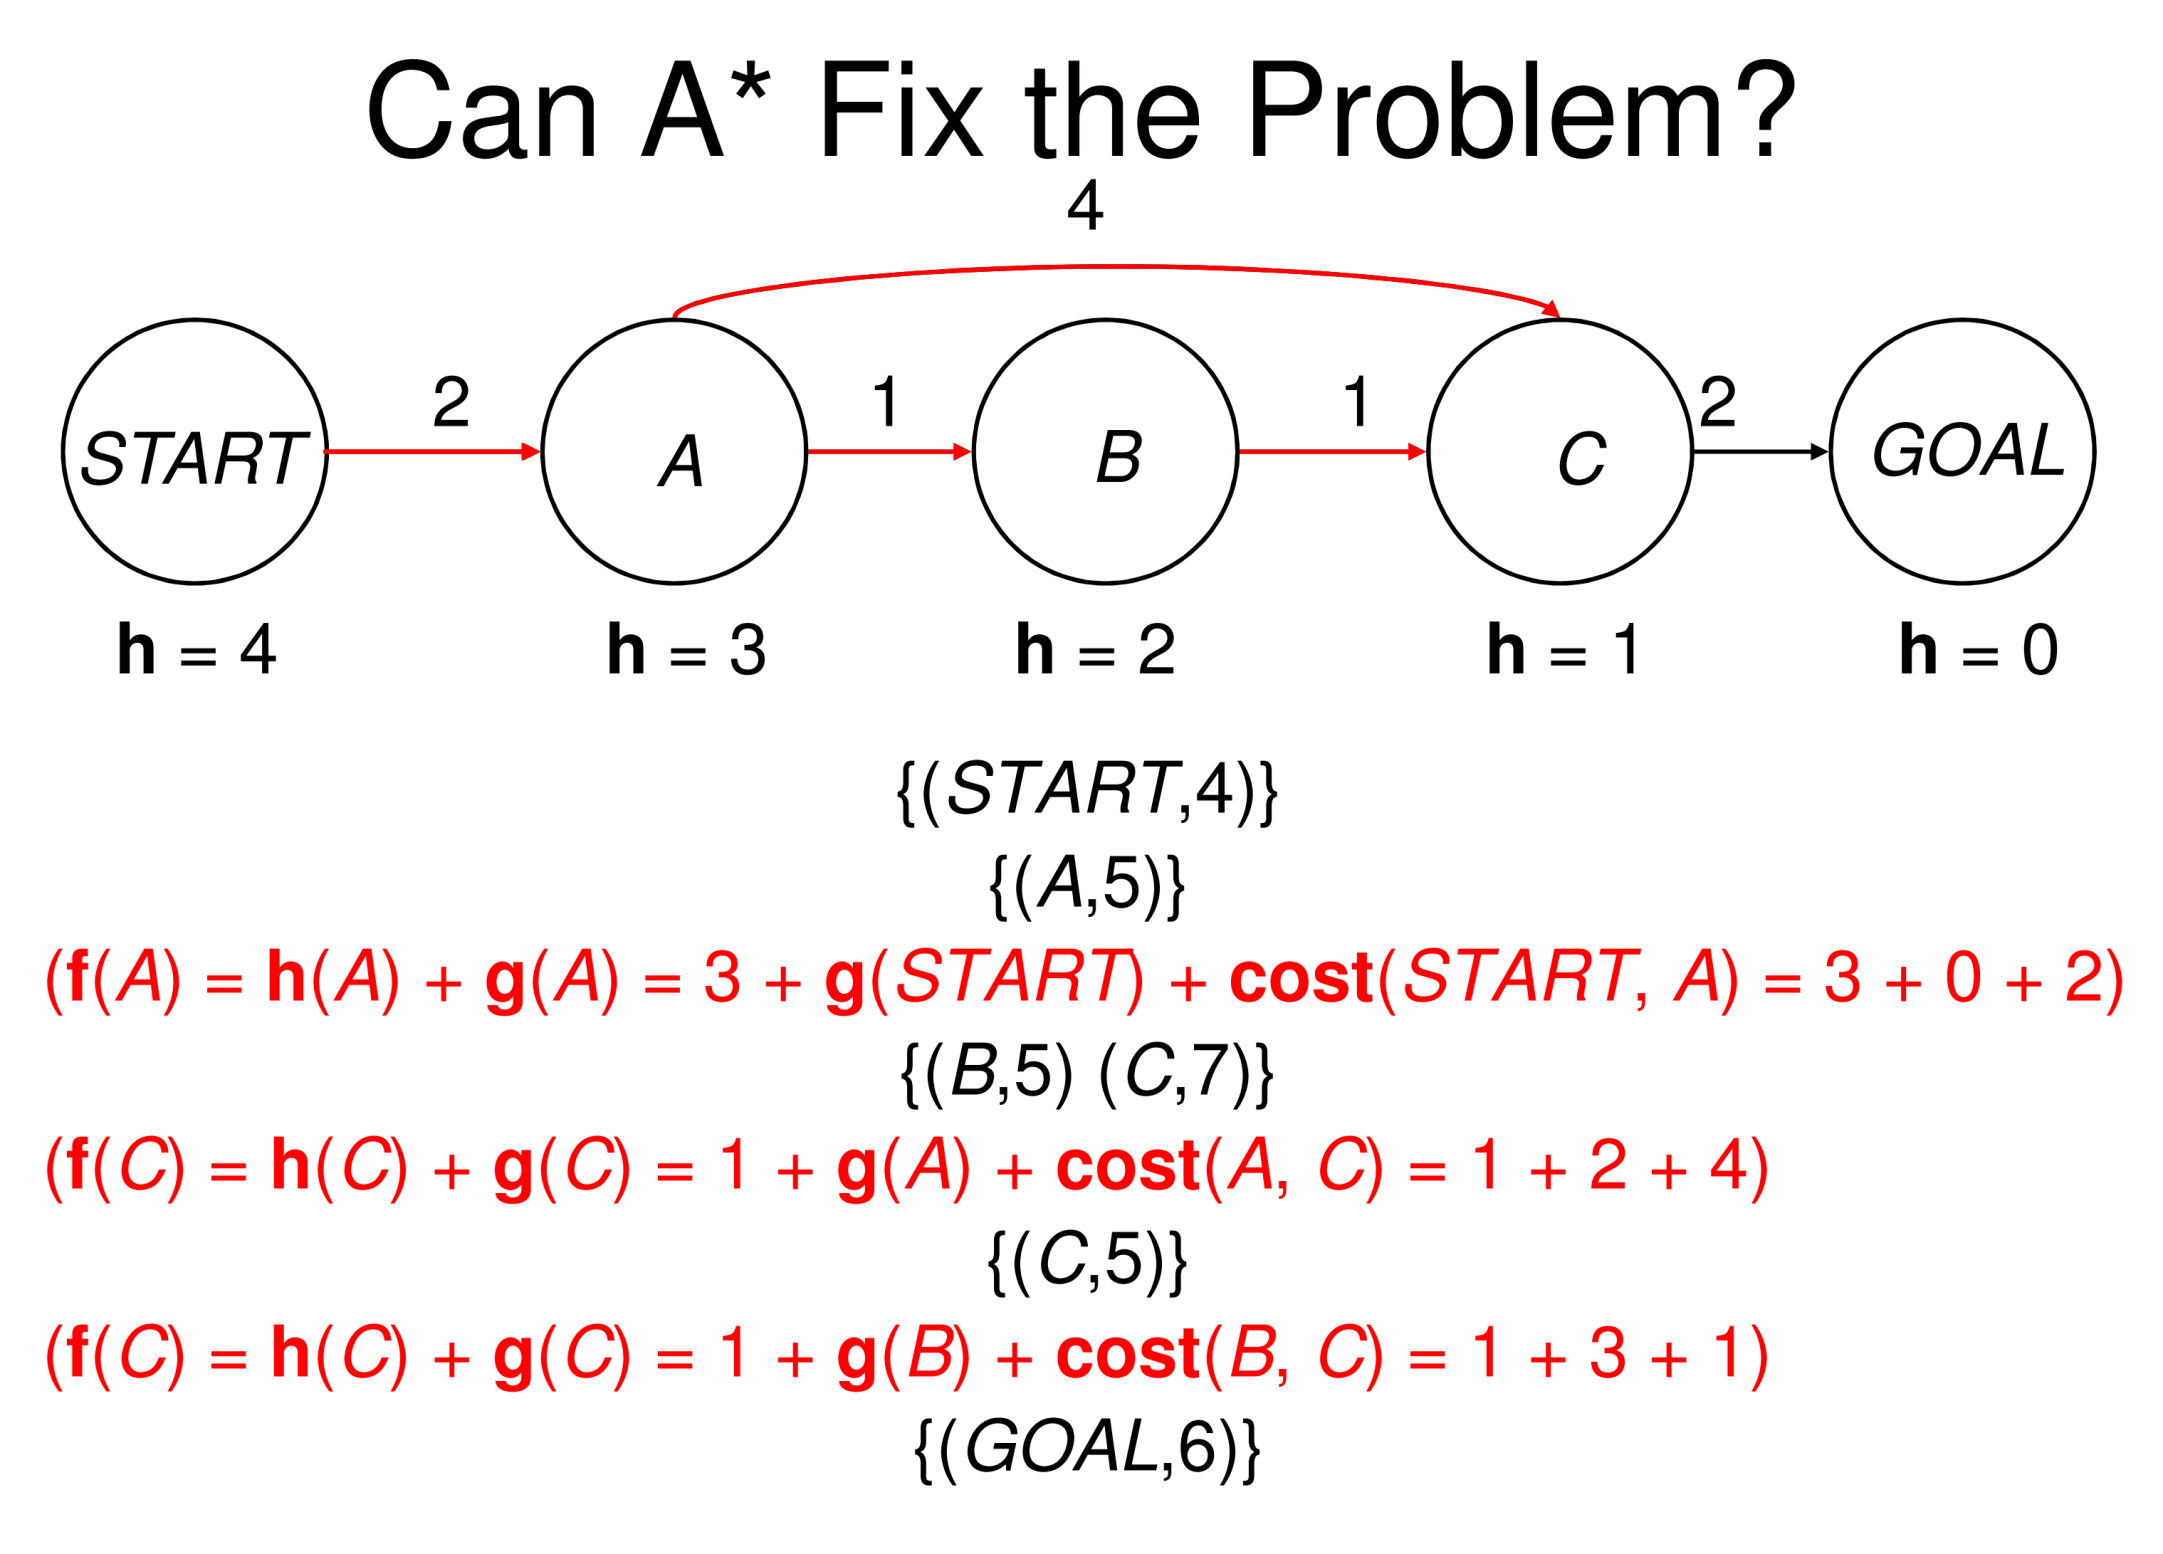 Can A* Fix the Problem?
4
2 1 1 2
START A B C GOAL
h = 4 h = 3 h = 2 h = 1 h = 0
{(START,4)}
{(A,5)}
(f(A) = h(A) + g(A) = 3 + g(START) + cost(START, A) = 3 + 0 + 2)
{(B,5) (C,7)}
(f(C) = h(C) + g(C) = 1 + g(A) + cost(A, C) = 1 + 2 + 4)
{(C,5)}
(f(C) = h(C) + g(C) = 1 + g(B) + cost(B, C) = 1 + 3 + 1)
{(GOAL,6)}